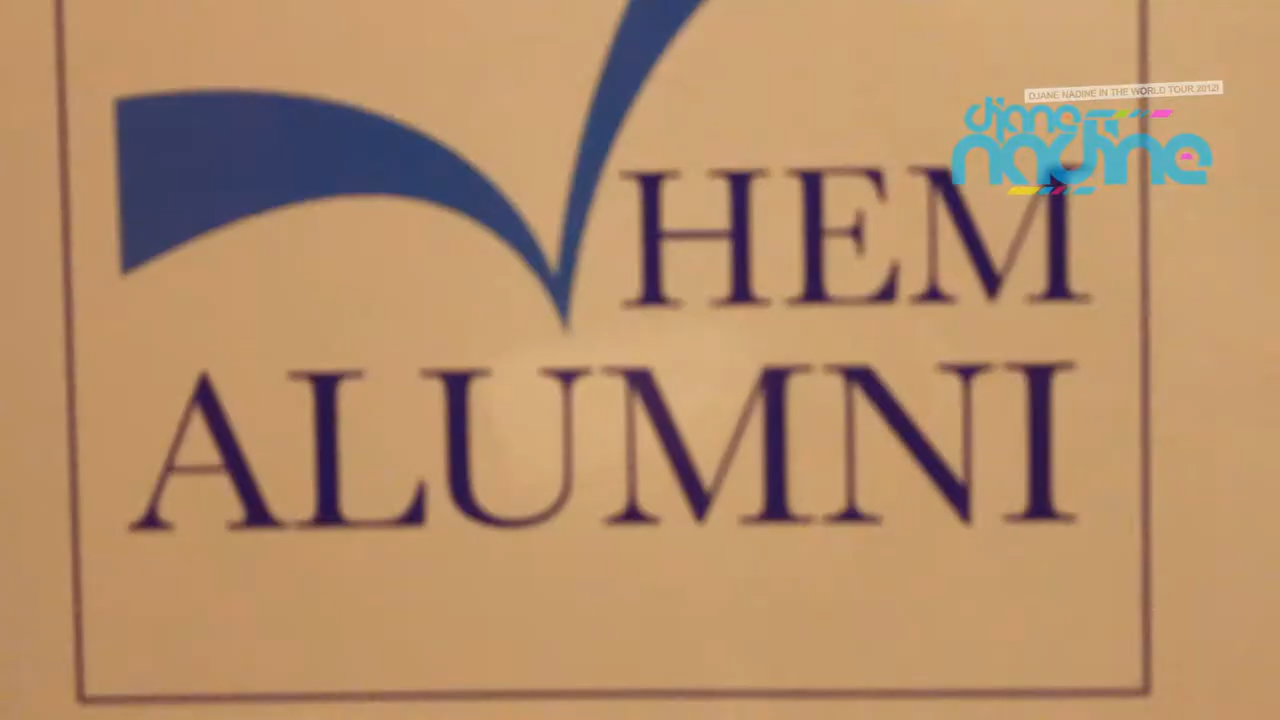 DJANE NADINE IN THE WORLD TOUR 2012!
djane
nadine
HEM
ALUMNI